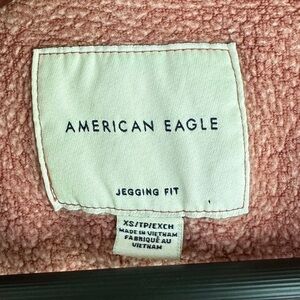 AMERICAN EAGLE
JEGGING FIT
XS/TP/EXCH
MADE IN VIETNAM
FABRIQUÉ AU
VIETNAM